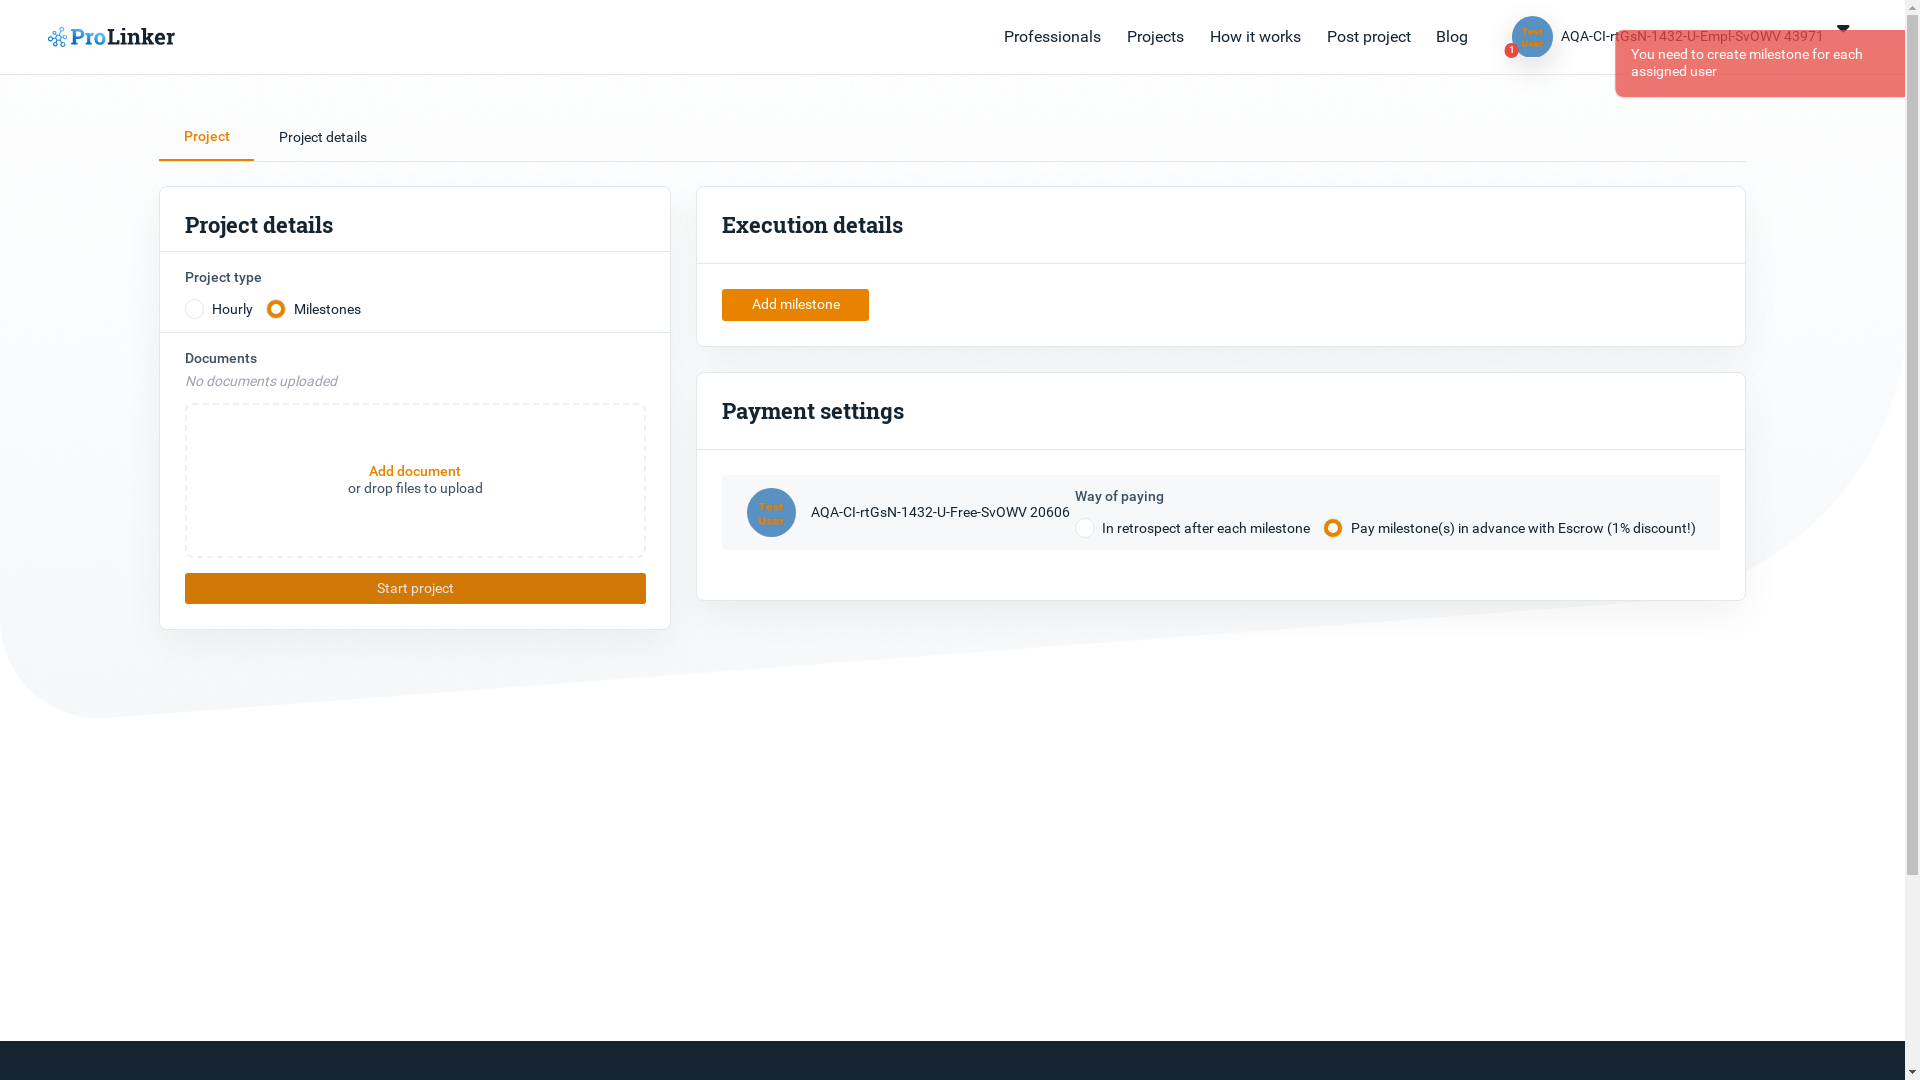 ProLinker
Professionals
Projects
How it works
Post project
Blog
Test
User
1
AQA-CI-rtGsN-1432-U-Empl-SvOWV 43971
You need to create milestone for each
assigned user
Project
Project details
Project details
Project type
Hourly
Milestones
Documents
No documents uploaded
Add document
or drop files to upload
Start project
Execution details
Add milestone
Payment settings
Test
User
AQA-CI-rtGsN-1432-U-Free-SvOWV 20606
Way of paying
In retrospect after each milestone
Pay milestone(s) in advance with Escrow (1% discount!)